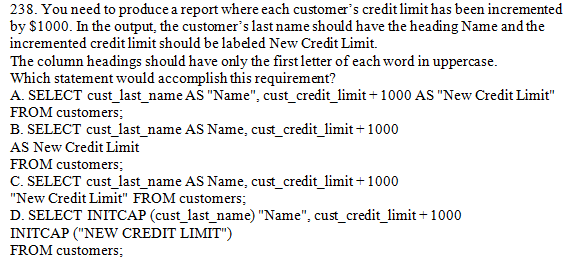 238. You need to produce a report where each customer's credit limit has been incremented
by $1000. In the output, the customer's last name should have the heading Name and the
incremented credit limit should be labeled New Credit Limit.
The column headings should have only the first letter of each word in uppercase.
Which statement would accomplish this requirement?
A. SELECT cust_last_name AS "Name", cust_credit_limit + 1000 AS "New Credit Limit"
FROM customers;
B. SELECT cust_last_name AS Name, cust_credit_limit + 1000
AS New Credit Limit
FROM customers;
C. SELECT cust_last_name AS Name, cust_credit_limit + 1000
"New Credit Limit" FROM customers;
D. SELECT INITCAP (cust_last_name) "Name", cust_credit_limit + 1000
INITCAP ("NEW CREDIT LIMIT")
FROM customers;